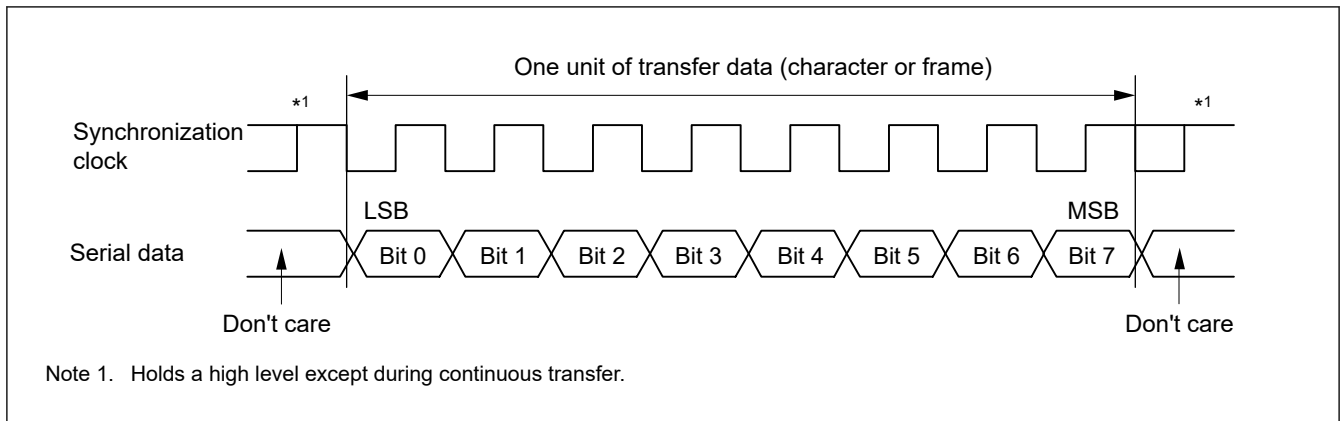 One unit of transfer data (character or frame)
*1 *1
Synchronization
clock
LSB MSB
Serial data Bit 0 Bit 1 Bit 2 Bit 3 Bit 4 Bit 5 Bit 6 Bit 7
Don't care Don't care
Note 1. Holds a high level except during continuous transfer.